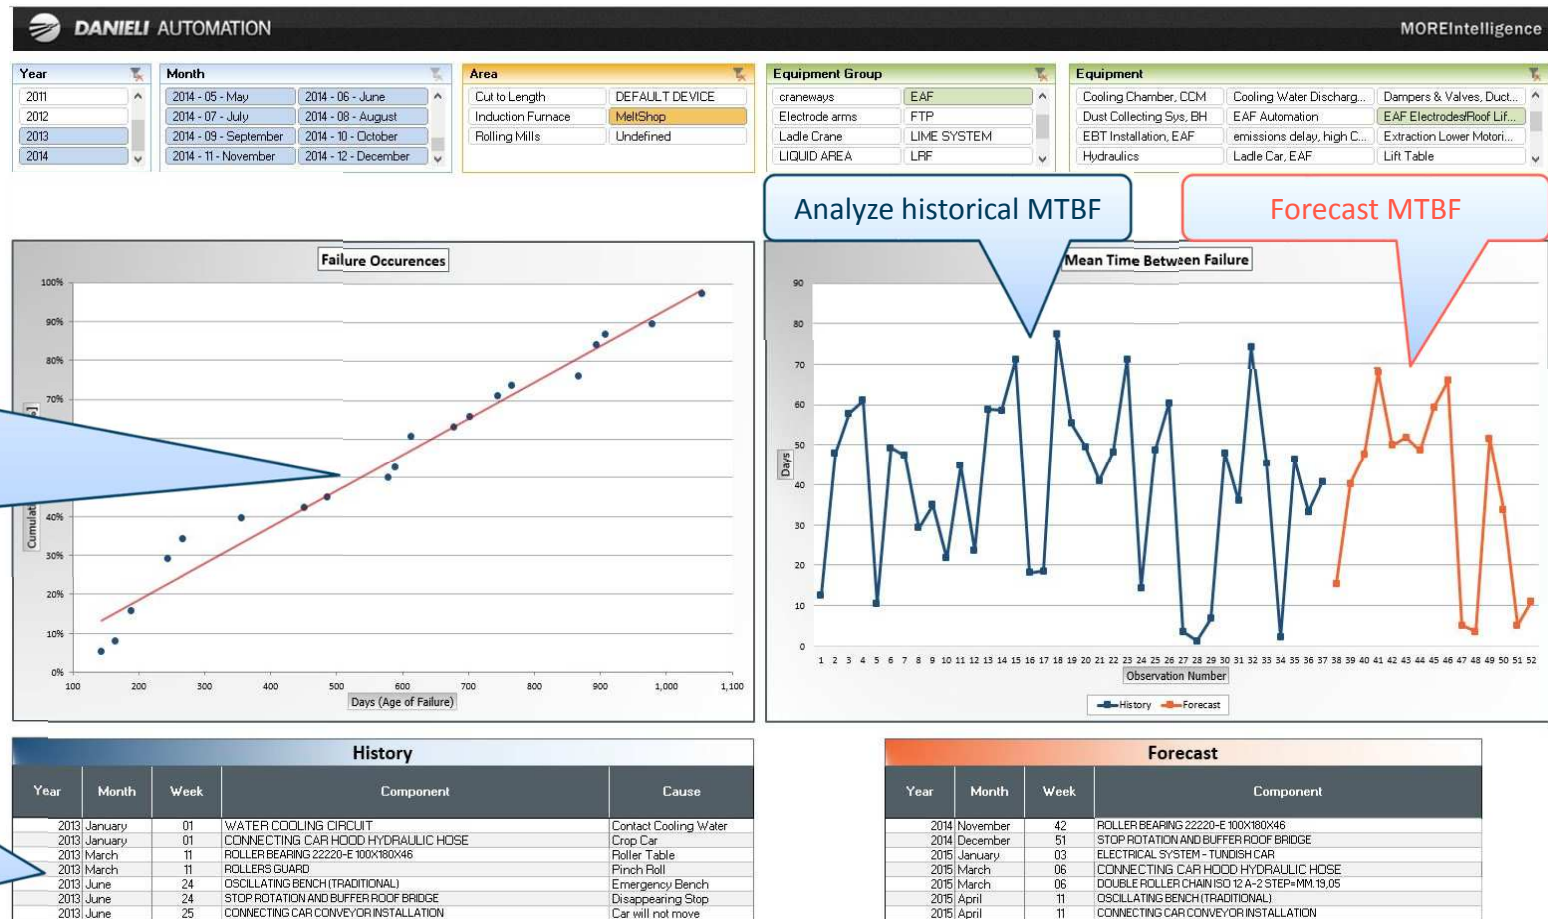 DANIELI AUTOMATION
MOREIntelligence
Year
2011
2012
2013
2014
Month
2014 - 05 - May 2014 - 06 - June
2014 - 07 - July 2014 - 08 - August
2014 - 09 - September 2014 - 10 - October
2014 - 11 - November 2014 - 12 - December
Area
Cut to Length DEFAULT DEVICE
Induction Furnace MeltShop
Rolling Mills Undefined
Equipment Group
craneways EAF
Electrode arms FTP
Ladle Crane LIME SYSTEM
LIQUID AREA LRF
Equipment
Cooling Chamber, CCM Cooling Water Discharg... Dampers & Valves, Duct...
Dust Collecting Sys, BH EAF Automation EAF Electrodes/Roof Lif...
EBT Installation, EAF emissions delay, high C... Extraction Lower Motori...
Hydraulics Ladle Car, EAF Lift Table
Analyze historical MTBF
Forecast MTBF
Failure Occurences
100%
90%
80%
70%
40%
30%
20%
10%
0%
100 200 300 400 500 600 700 800 900 1,000 1,100
Days (Age of Failure)
Mean Time Between Failure
90
80
70
60
50
40
30
20
10
0
Days
1 2 3 4 5 6 7 8 9 10 11 12 13 14 15 16 17 18 19 20 21 22 23 24 25 26 27 28 29 30 31 32 33 34 35 36 37 38 39 40 41 42 43 44 45 46 47 48 49 50 51 52
Observation Number
History Forecast
History
Year Month Week Component Cause
2013 January 01 WATER COOLING CIRCUIT Contact Cooling Water
2013 January 01 CONNECTING CAR HOOD HYDRAULIC HOSE Crop Car
2013 March 11 ROLLER BEARING 22220-E 100X180X46 Roller Table
2013 March 11 ROLLERS GUARD Pinch Roll
2013 June 24 OSCILLATING BENCH (TRADITIONAL) Emergency Bench
2013 June 24 STOP ROTATION AND BUFFER ROOF BRIDGE Disappearing Stop
2013 June 25 CONNECTING CAR CONVEYOR INSTALLATION Car will not move
Forecast
Year Month Week Component
2014 November 42 ROLLER BEARING 22220-E 100X180X46
2014 December 51 STOP ROTATION AND BUFFER ROOF BRIDGE
2015 January 03 ELECTRICAL SYSTEM - TUNDISH CAR
2015 March 06 CONNECTING CAR HOOD HYDRAULIC HOSE
2015 March 06 DOUBLE ROLLER CHAIN ISO 12 A-2 STEP=MM.19,05
2015 April 11 OSCILLATING BENCH (TRADITIONAL)
2015 April 11 CONNECTING CAR CONVEYOR INSTALLATION